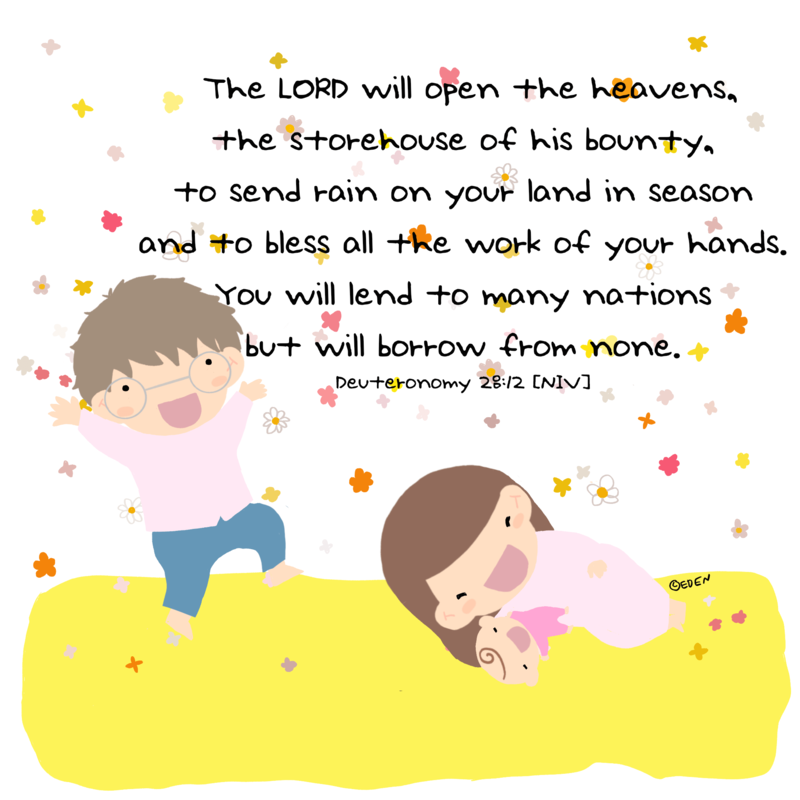 The LORD will open the heavens,
the storehouse of his bounty,
to send rain on your land in season
and to bless all the work of your hands.
You will lend to many nations
but will borrow from none.
Deuteronomy 28:12 [NIV]
©EDEN